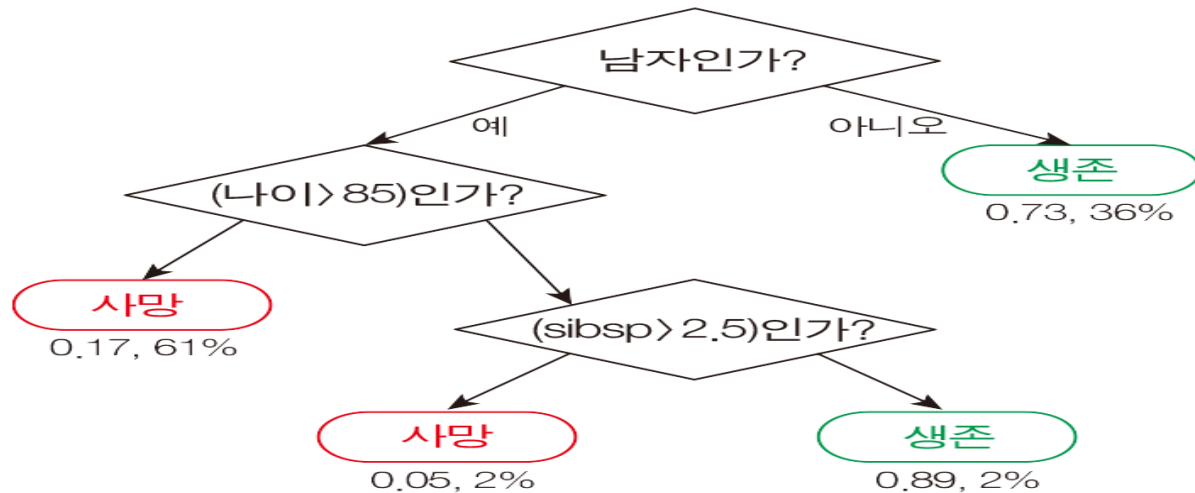 남자인가?
예
아니오
생존
0.73, 36%
(나이>85)인가?
사망
0.17, 61%
(sibsp>2.5)인가?
사망
0.05, 2%
생존
0.89, 2%